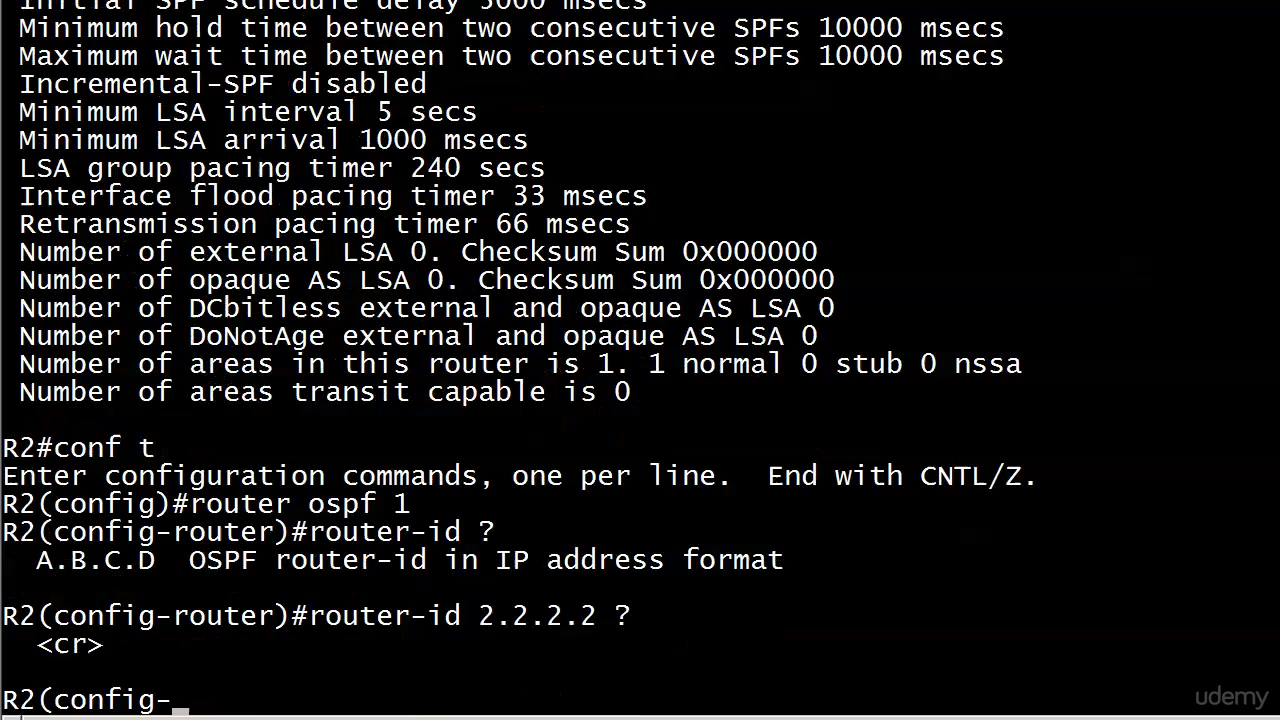 Initial SPF schedule delay 5000 msecs
Minimum hold time between two consecutive SPFs 10000 msecs
Maximum wait time between two consecutive SPFs 10000 msecs
Incremental-SPF disabled
Minimum LSA interval 5 secs
Minimum LSA arrival 1000 msecs
LSA group pacing timer 240 secs
Interface flood pacing timer 33 msecs
Retransmission pacing timer 66 msecs
Number of external LSA 0. Checksum Sum 0x000000
Number of opaque AS LSA 0. Checksum Sum 0x000000
Number of DCbitless external and opaque AS LSA 0
Number of DoNotAge external and opaque AS LSA 0
Number of areas in this router is 1. 1 normal 0 stub 0 nssa
Number of areas transit capable is 0
R2#conf t
Enter configuration commands, one per line.  End with CNTL/Z.
R2(config)#router ospf 1
R2(config-router)#router-id ?
A.B.C.D  OSPF router-id in IP address format
R2(config-router)#router-id 2.2.2.2 ?
<cr>
R2(config-
udemy